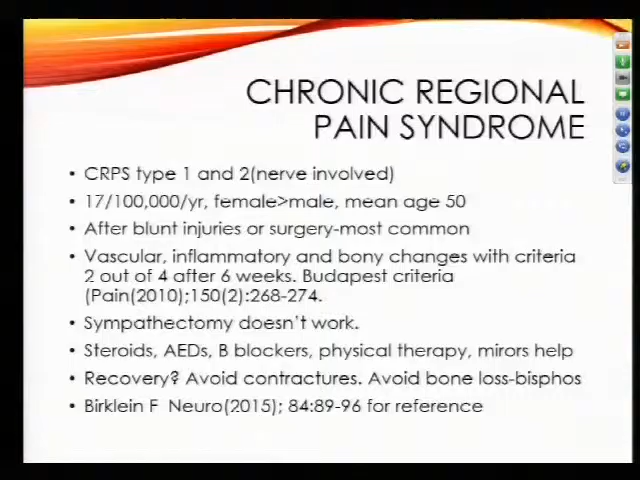 CHRONIC REGIONAL
PAIN SYNDROME
• CRPS type 1 and 2(nerve involved)
• 17/100,000/yr, female>male, mean age 50
• After blunt injuries or surgery-most common
• Vascular, inflammatory and bony changes with criteria
2 out of 4 after 6 weeks. Budapest criteria
(Pain(2010);150(2):268-274.
• Sympathectomy doesn't work.
• Steroids, AEDs, B blockers, physical therapy, mirors help
• Recovery? Avoid contractures. Avoid bone loss-bisphos
• Birklein F  Neuro(2015); 84:89-96 for reference